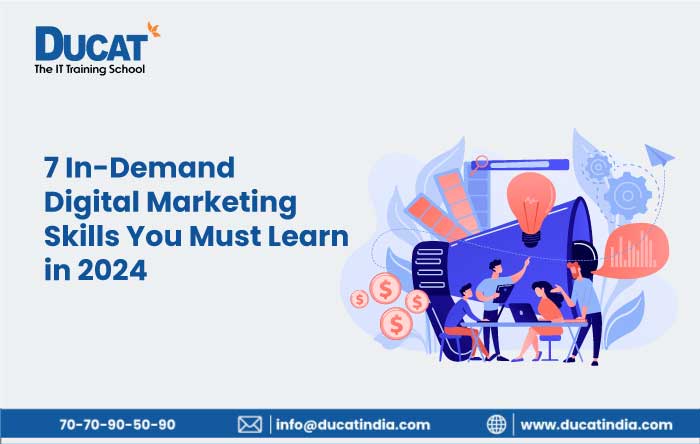 DUCAT
The IT Training School
7 In-Demand
Digital Marketing
Skills You Must Learn
in 2024
70-70-90-50-90
info@ducatindia.com
www.ducatindia.com